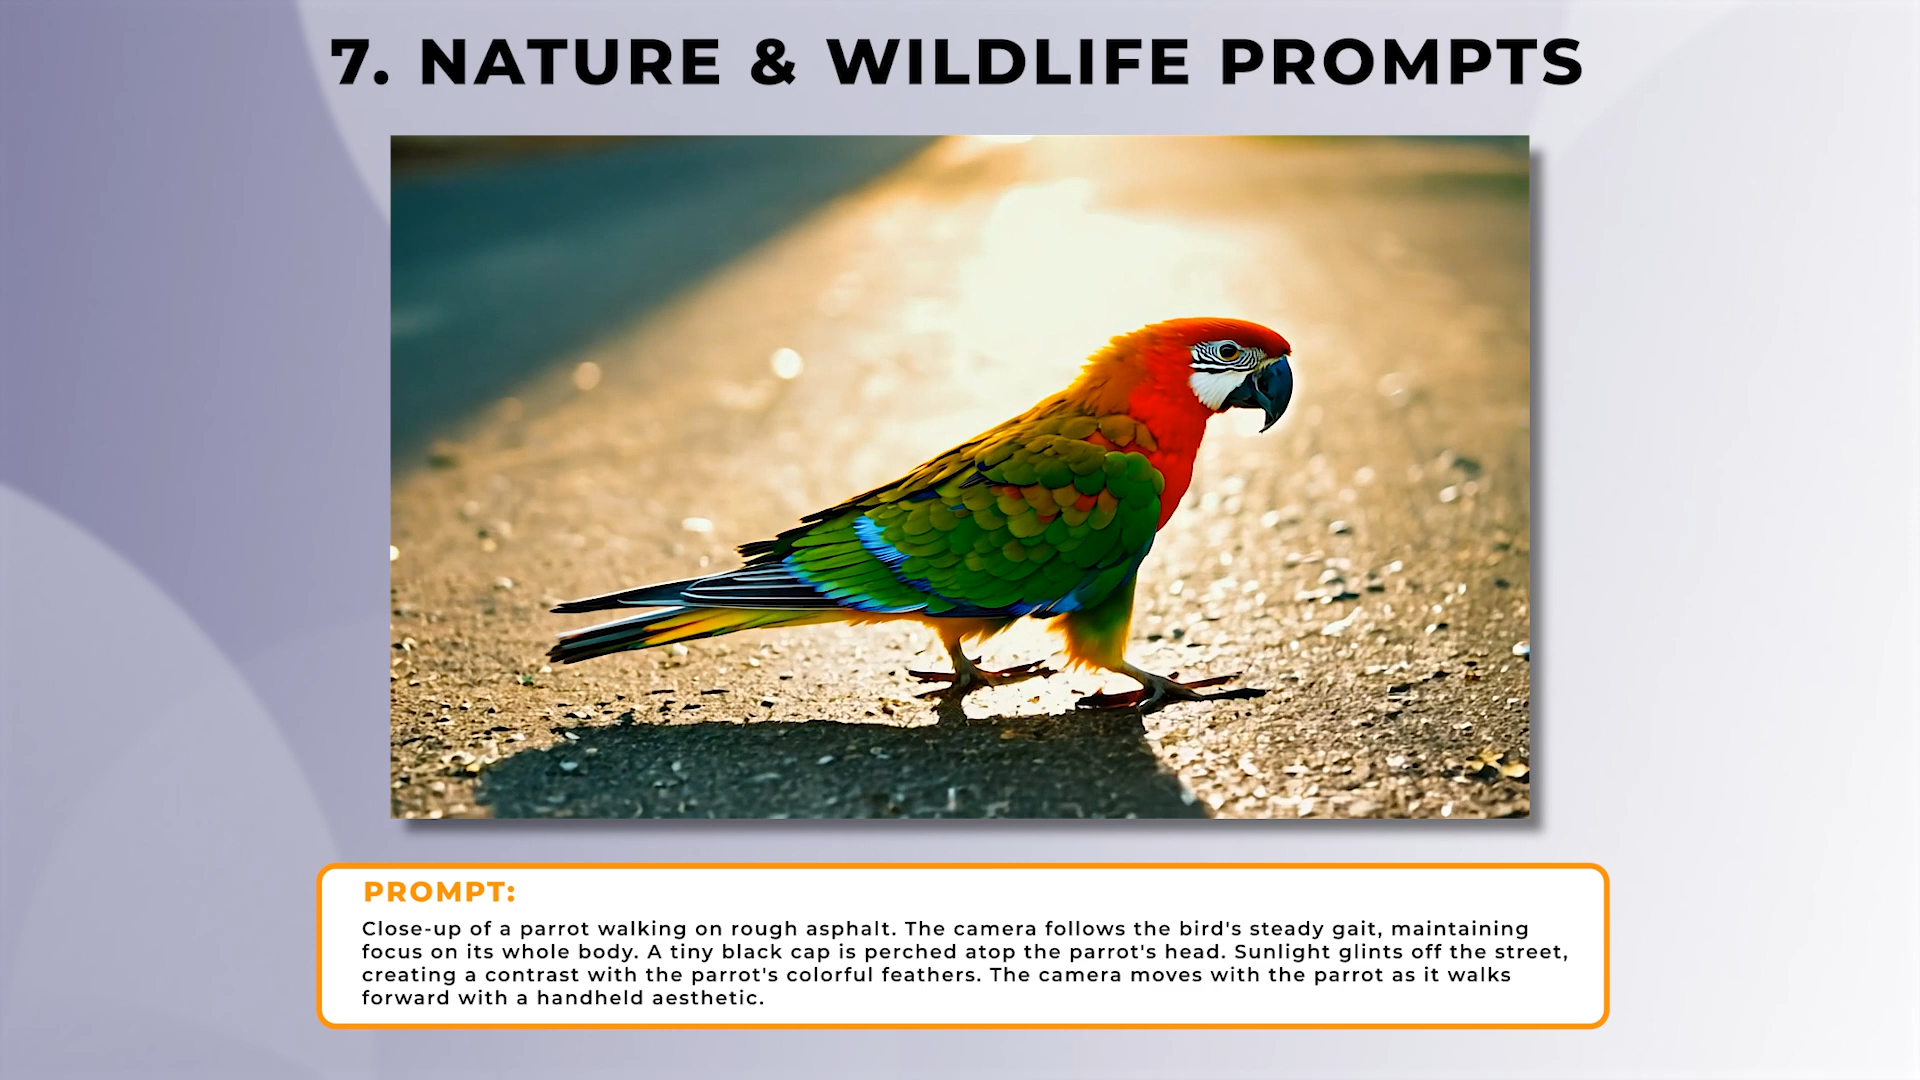 7. NATURE & WILDLIFE PROMPTS
PROMPT:
Close-up of a parrot walking on rough asphalt. The camera follows the bird's steady gait, maintaining
focus on its whole body. A tiny black cap is perched atop the parrot's head. Sunlight glints off the street,
creating a contrast with the parrot's colorful feathers. The camera moves with the parrot as it walks
forward with a handheld aesthetic.